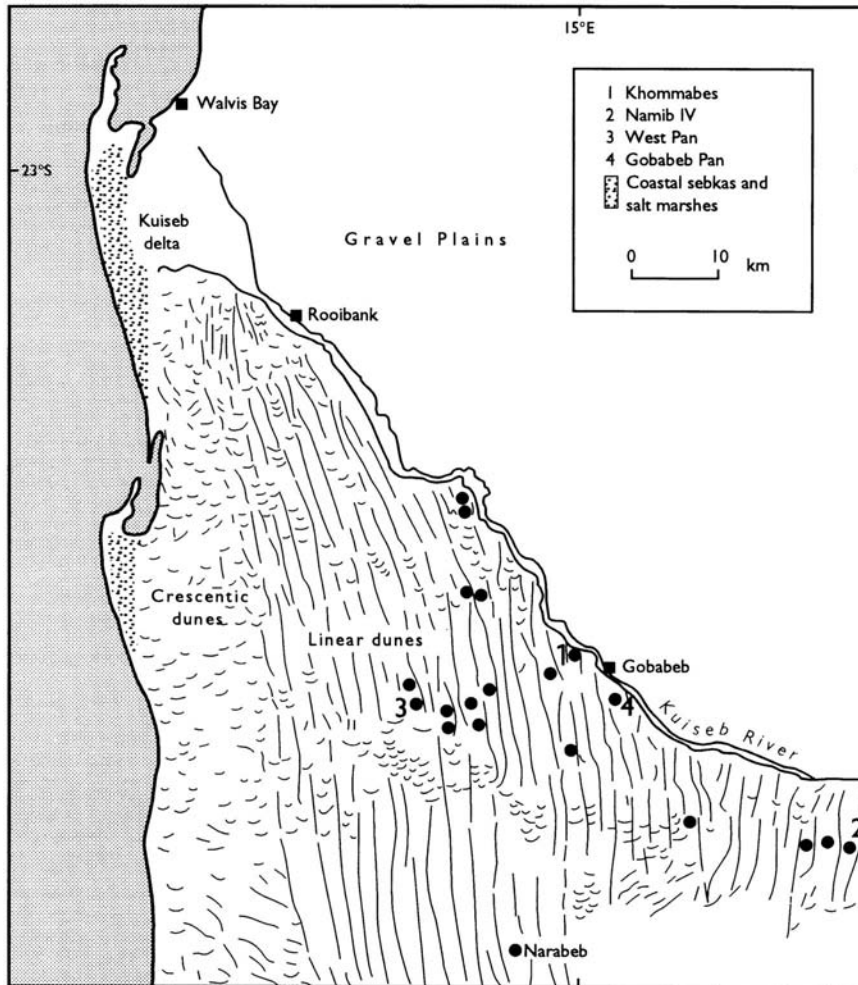 15°E
1 Khommabes
2 Namib IV
3 West Pan
4 Gobabeb Pan
Coastal sebkas and
salt marshes
0 10
km
Walvis Bay
23°S
Kuiseb
delta
Gravel Plains
Rooibank
Crescentic
dunes
Linear dunes
1
Gobabeb
3
4
Kuiseb River
2
Narabeb